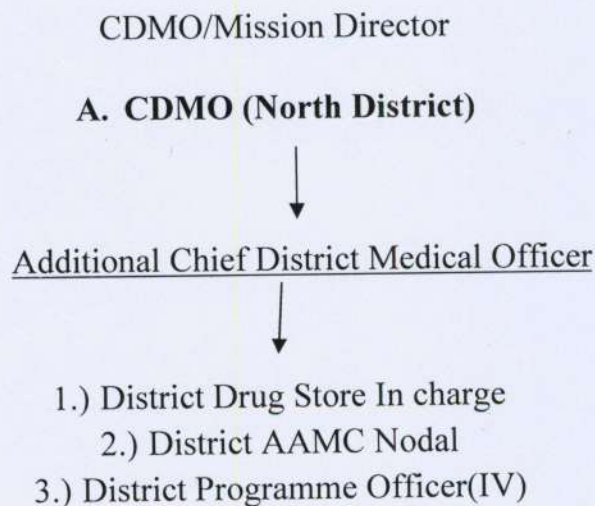 CDMO/Mission Director
A. CDMO (North District)
Additional Chief District Medical Officer
1.) District Drug Store In charge
2.) District AAMC Nodal
3.) District Programme Officer(IV)